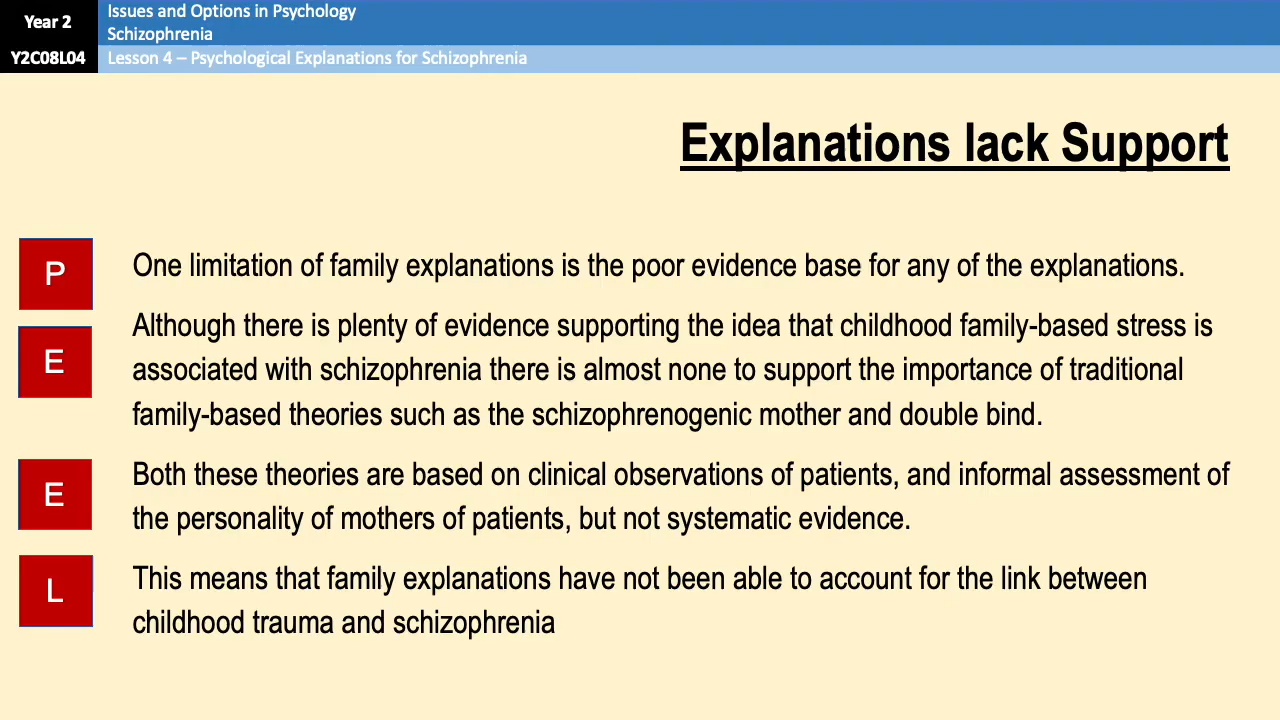 Year 2
Issues and Options in Psychology
Schizophrenia
Y2C08L04
Lesson 4 – Psychological Explanations for Schizophrenia
Explanations lack Support
P
One limitation of family explanations is the poor evidence base for any of the explanations.
E
Although there is plenty of evidence supporting the idea that childhood family-based stress is
associated with schizophrenia there is almost none to support the importance of traditional
family-based theories such as the schizophrenogenic mother and double bind.
E
Both these theories are based on clinical observations of patients, and informal assessment of
the personality of mothers of patients, but not systematic evidence.
L
This means that family explanations have not been able to account for the link between
childhood trauma and schizophrenia